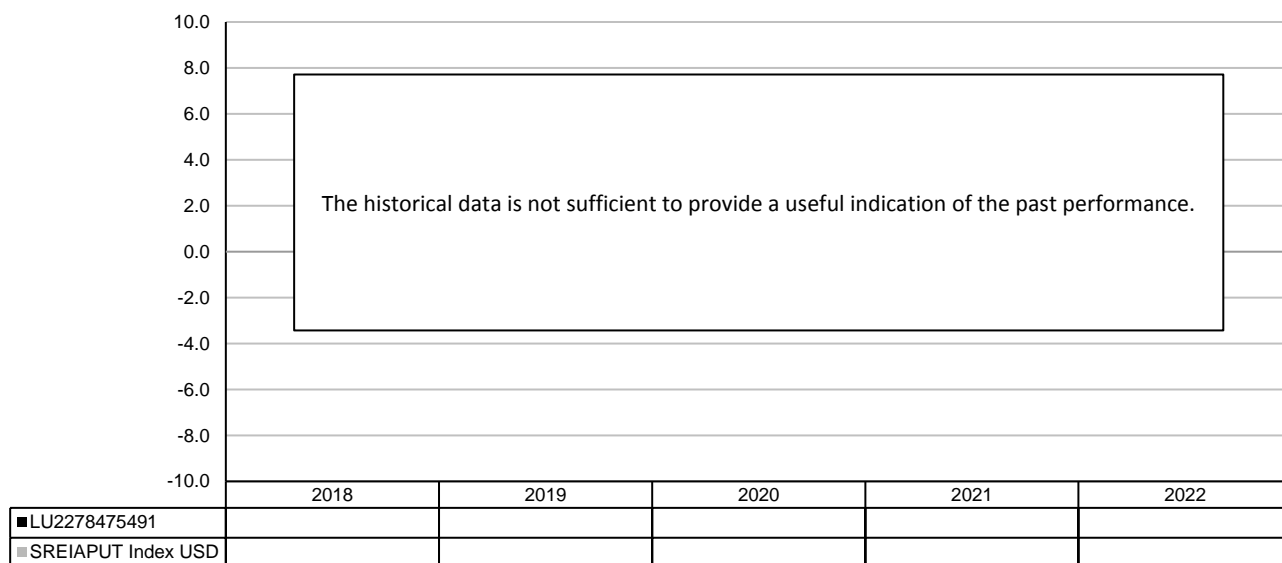 10.0
8.0
6.0
4.0
2.0
0.0
-2.0
-4.0
-6.0
-8.0
-10.0
The historical data is not sufficient to provide a useful indication of the past performance.
2018 2019 2020 2021 2022
LU2278475491
SREIAPUT Index USD